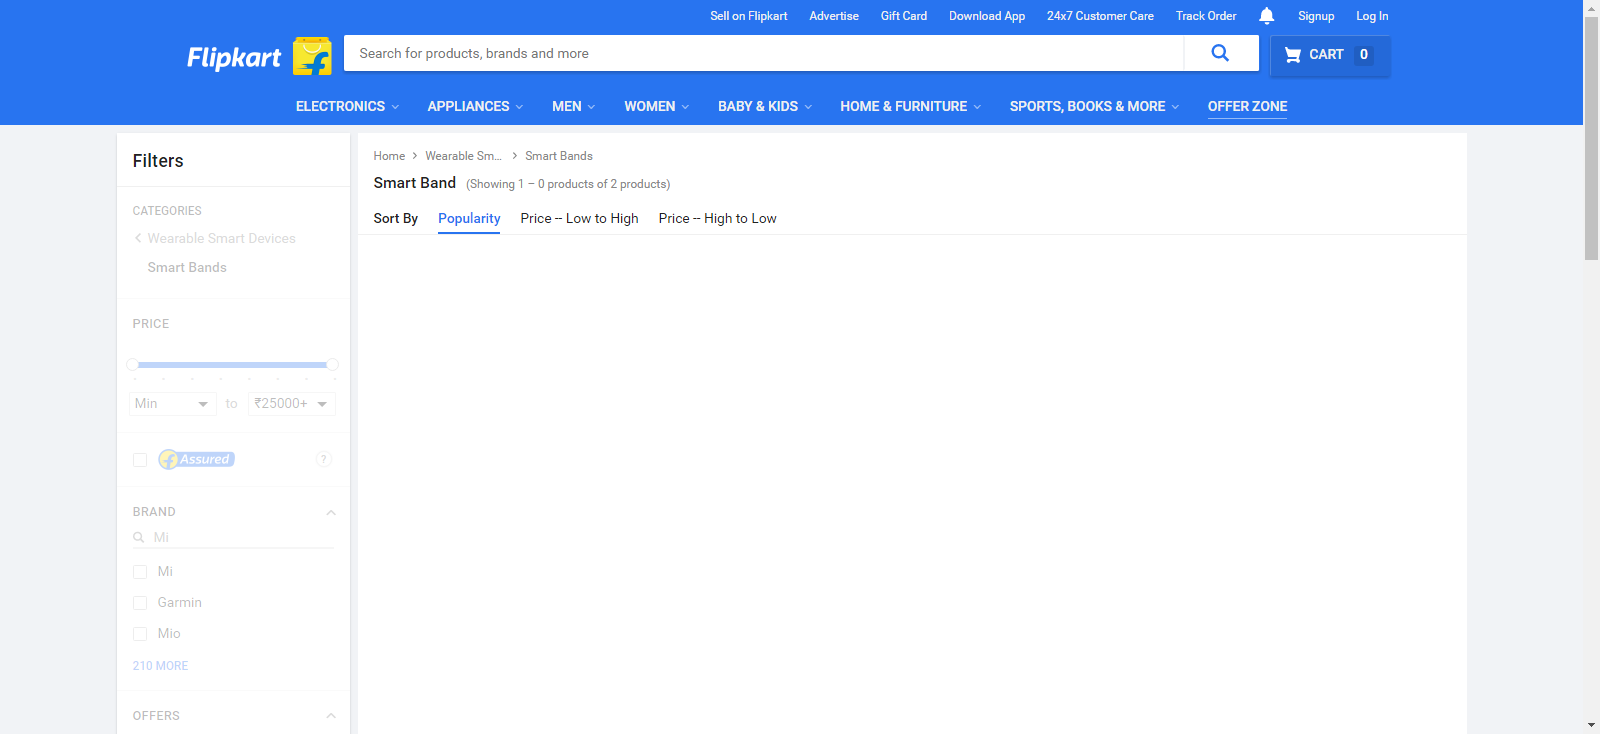 Sell on Flipkart Advertise Gift Card Download App 24x7 Customer Care Track Order Signup Log In
Flipkart Search for products, brands and more CART 0
ELECTRONICS APPLIANCES MEN WOMEN BABY & KIDS HOME & FURNITURE SPORTS, BOOKS & MORE OFFER ZONE
Filters
CATEGORIES
Wearable Smart Devices
Smart Bands
PRICE
Min to ₹25000+
Assured ?
BRAND
Mi
Mi
Garmin
Mio
210 MORE
OFFERS
Home Wearable Sm... Smart Bands
Smart Band (Showing 1 – 0 products of 2 products)
Sort By Popularity Price -- Low to High Price -- High to Low